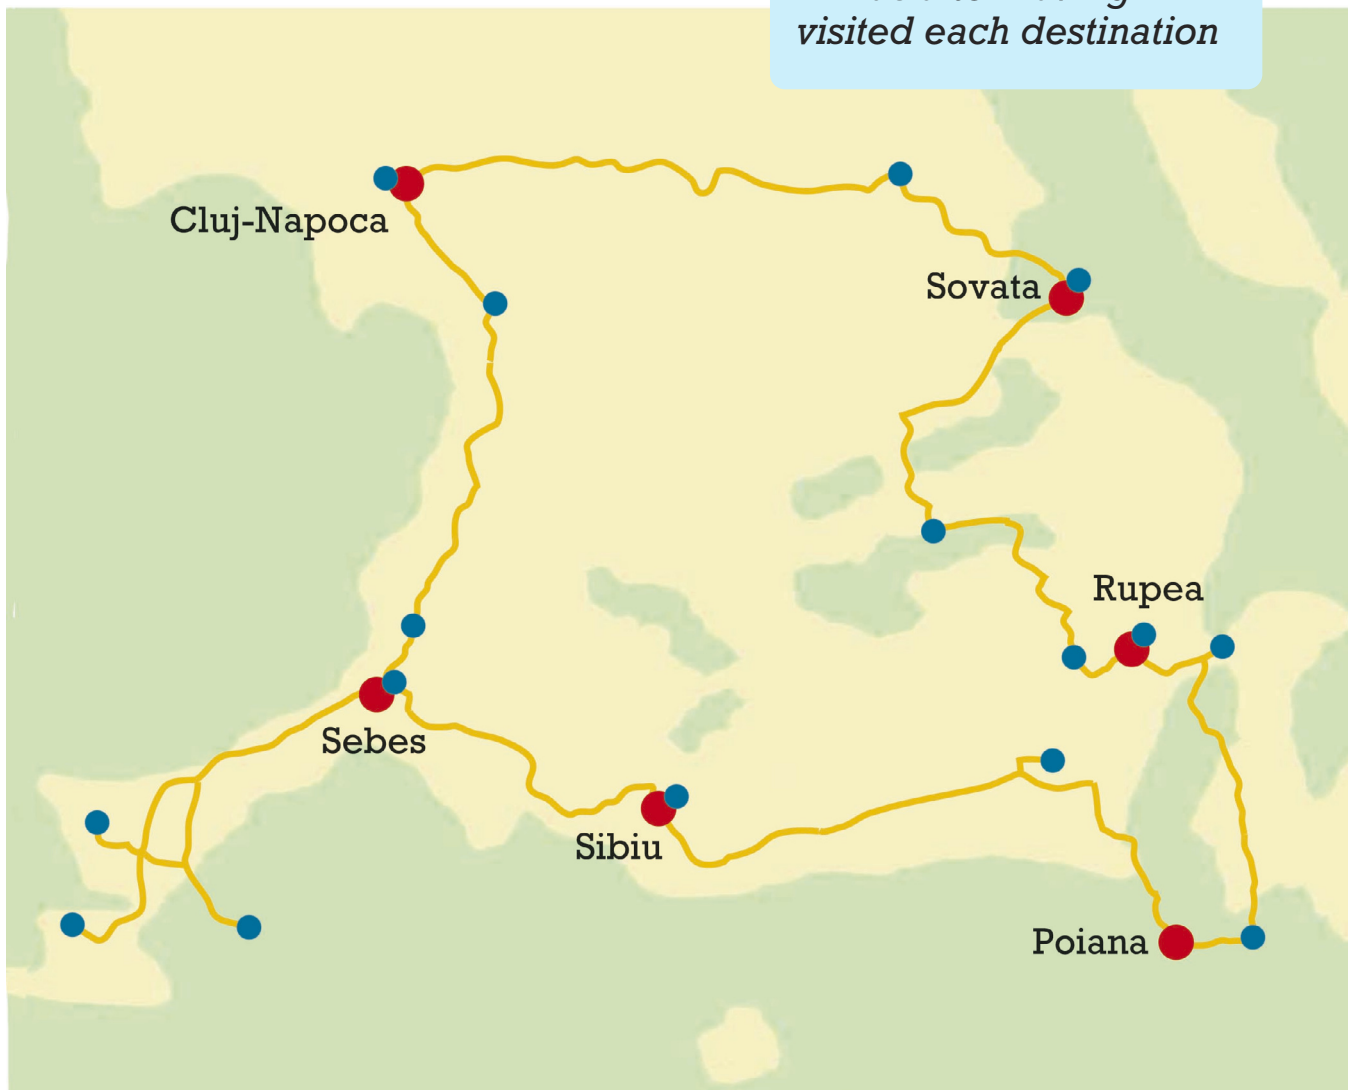 visited each destination
Cluj-Napoca
Sovata
Rupea
Sebes
Sibiu
Poiana